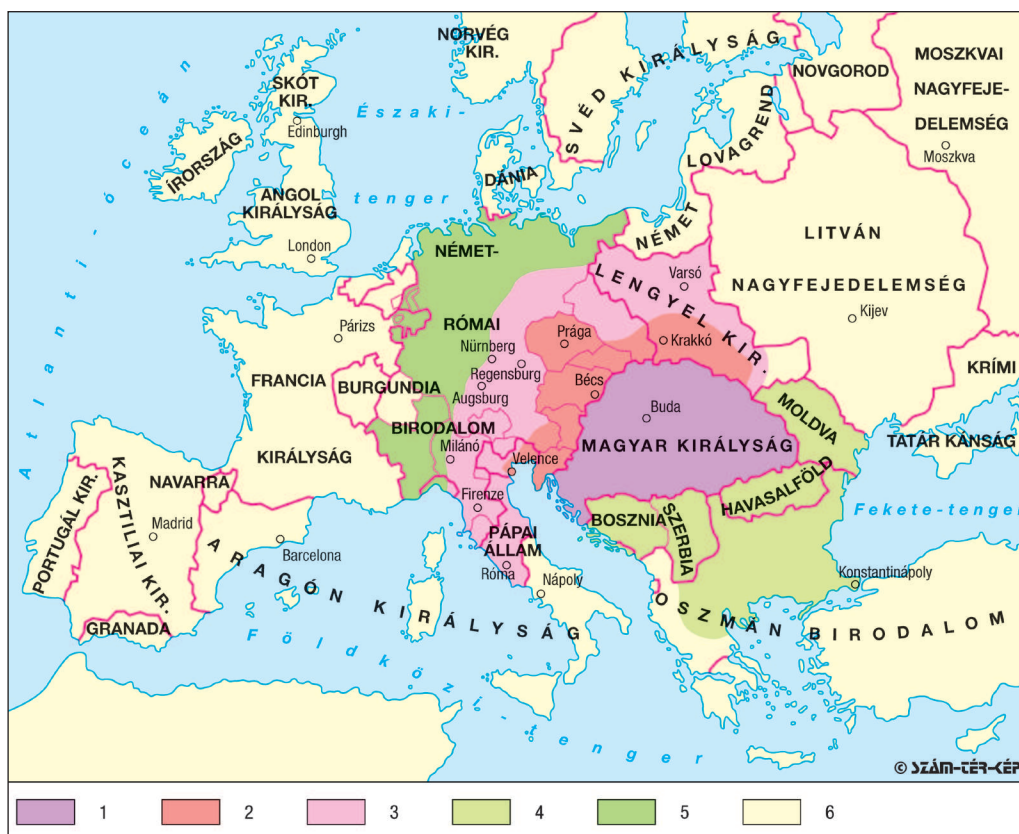 NORVÉG
KIR.
SVÉD KIRÁLYSÁG
NOVGOROD
MOSZKVAI
NAGYFEJE-
DELEMSÉG
Moszkva
Atlanti-óceán
SKÓT
KIR.
Edinburgh
Északi-
tenger
ÍRORSZÁG
DÁNIA
LOVAGREND
NÉMET
ANGOL
KIRÁLYSÁG
London
NÉMET-
LENGYEL KIR.
Varsó
LITVÁN
NAGYFEJEDELEMSÉG
Kijev
Párizs
RÓMAI
Nürnberg
Prága
Krakkó
Regensburg
Augsburg
Bécs
FRANCIA
BURGUNDIA
KRÍMI
Buda
MOLDVA
BIRODALOM
MAGYAR KIRÁLYSÁG
TATÁR KÁNSÁG
KIRÁLYSÁG
Milánó
Velence
NAVARRA
HAVASALFÖLD
Firenze
BOSZNIA
SZERBIA
Fekete-tenger
PORTUGÁL KIR.
KASZTILIAI KIR.
Madrid
Barcelona
PÁPAI
ÁLLAM
Róma
Nápoly
Konstantinápoly
ARAGÓN KIRÁLYSÁG
OSZMÁN BIRODALOM
GRANADA
Földközi-tenger
© SZÁM-TÉR-KÉP
1
2
3
4
5
6